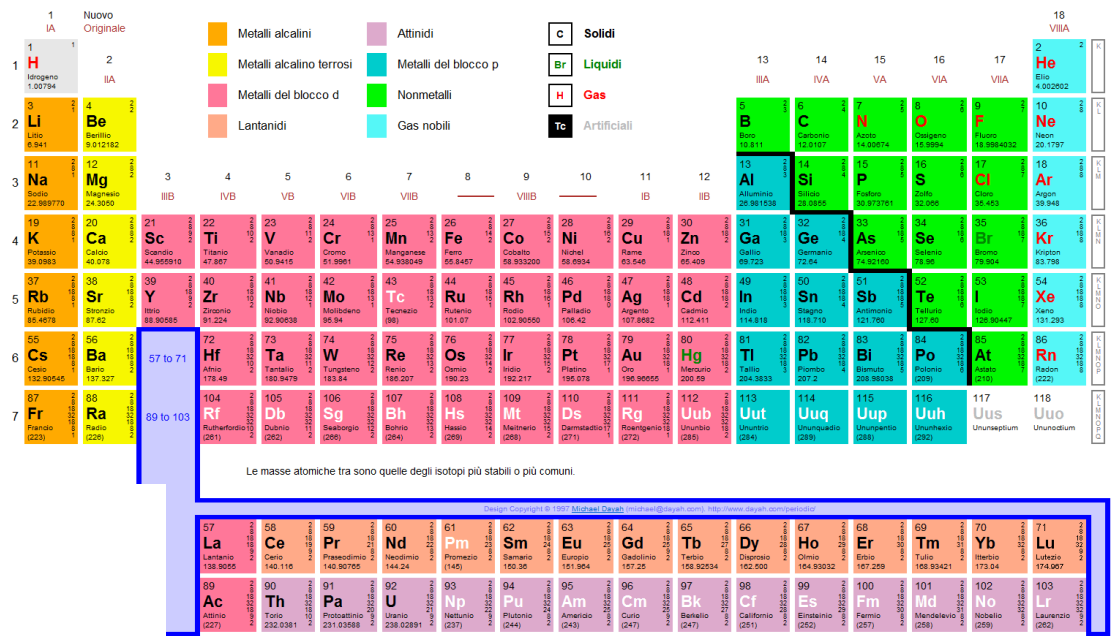 1 Nuovo 18
IA Originale VIIIA
Metalli alcalini Attinidi C Solidi
Metalli alcalino terrosi Metalli del blocco p Br Liquidi
Metalli del blocco d Nonmetalli H Gas
Lantanidi Gas nobili Tc Artificiali
2 13 14 15 16 17
IIA IIIA IVA VA VIA VIIA
1 1 2 K
H He
Idrogeno Elio
1.00794 4.002602
2 3 4 5 6 7 8 9 10 K L
Li Be B C N O F Ne
Litio Berillio Boro Carbonio Azoto Ossigeno Fluoro Neon
6.941 9.012182 10.811 12.0107 14.00674 15.9994 18.9984032 20.1797
3 11 12 13 14 15 16 17 18 K L M
Na Mg Al Si P S Cl Ar
Sodio Magnesio Alluminio Silicio Fosforo Zolfo Cloro Argon
22.989770 24.3050 26.981538 28.0855 30.973761 32.066 35.453 39.948
3 4 5 6 7 8 9 10 11 12
IIIB IVB VB VIB VIIB VIIIB IB IIB
4 19 20 21 22 23 24 25 26 27 28 29 30 31 32 33 34 35 36 K L M N
K Ca Sc Ti V Cr Mn Fe Co Ni Cu Zn Ga Ge As Se Br Kr
Potassio Calcio Scandio Titanio Vanadio Cromo Manganese Ferro Cobalto Nichel Rame Zinco Gallio Germanio Arsenico Selenio Bromo Kripton
39.0983 40.078 44.955910 47.867 50.9415 51.9961 54.938049 55.8457 58.933200 58.6934 63.546 65.409 69.723 72.64 74.92160 78.96 79.904 83.798
5 37 38 39 40 41 42 43 44 45 46 47 48 49 50 51 52 53 54 K L M N O
Rb Sr Y Zr Nb Mo Tc Ru Rh Pd Ag Cd In Sn Sb Te I Xe
Rubidio Stronzio Ittrio Zirconio Niobio Molibdeno Tecnezio Rutenio Rodio Palladio Argento Cadmio Indio Stagno Antimonio Tellurio Iodio Xeno
85.4678 87.62 88.90585 91.224 92.90638 95.94 (98) 101.07 102.90550 106.42 107.8682 112.411 114.818 118.710 121.760 127.60 126.90447 131.293
6 55 56 57 to 71 72 73 74 75 76 77 78 79 80 81 82 83 84 85 86 K L M N O P
Cs Ba Hf Ta W Re Os Ir Pt Au Hg Tl Pb Bi Po At Rn
Cesio Bario Afnio Tantalio Tungsteno Renio Osmio Iridio Platino Oro Mercurio Tallio Piombo Bismuto Polonio Astato Radon
132.90545 137.327 178.49 180.9479 183.84 186.207 190.23 192.217 195.078 196.96655 200.59 204.3833 207.2 208.98038 (209) (210) (222)
7 87 88 89 to 103 104 105 106 107 108 109 110 111 112 113 114 115 116 117 118 K L M N O P Q
Fr Ra Rf Db Sg Bh Hs Mt Ds Rg Uub Uut Uuq Uup Uuh Uus Uuo
Francio Radio Rutherfordio Dubnio Seaborgio Bohrio Hassio Meitnerio Darmstadtio Roentgenio Ununbio Ununtrio Ununquadio Ununpentio Ununhexio Ununseptium Ununoctium
(223) (226) (261) (262) (266) (264) (269) (268) (271) (272) (285) (284) (289) (288) (292)
Le masse atomiche tra sono quelle degli isotopi più stabili o più comuni.
Design Copyright © 1997 Michael Dayah (michael@dayah.com). http://www.dayah.com/periodic/
57 58 59 60 61 62 63 64 65 66 67 68 69 70 71
La Ce Pr Nd Pm Sm Eu Gd Tb Dy Ho Er Tm Yb Lu
Lantanio Cerio Praseodimio Neodimio Promezio Samario Europio Gadolinio Terbio Disprosio Olmio Erbio Tulio Itterbio Lutezio
138.9055 140.116 140.90765 144.24 (145) 150.36 151.964 157.25 158.92534 162.500 164.93032 167.259 168.93421 173.04 174.967
89 90 91 92 93 94 95 96 97 98 99 100 101 102 103
Ac Th Pa U Np Pu Am Cm Bk Cf Es Fm Md No Lr
Attinio Torio Protoattinio Uranio Nettunio Plutonio Americio Curio Berkelio Californio Einsteinio Fermio Mendelevio Nobelio Laurenzio
(227) 232.0381 231.03588 238.02891 (237) (244) (243) (247) (247) (251) (252) (257) (258) (259) (262)